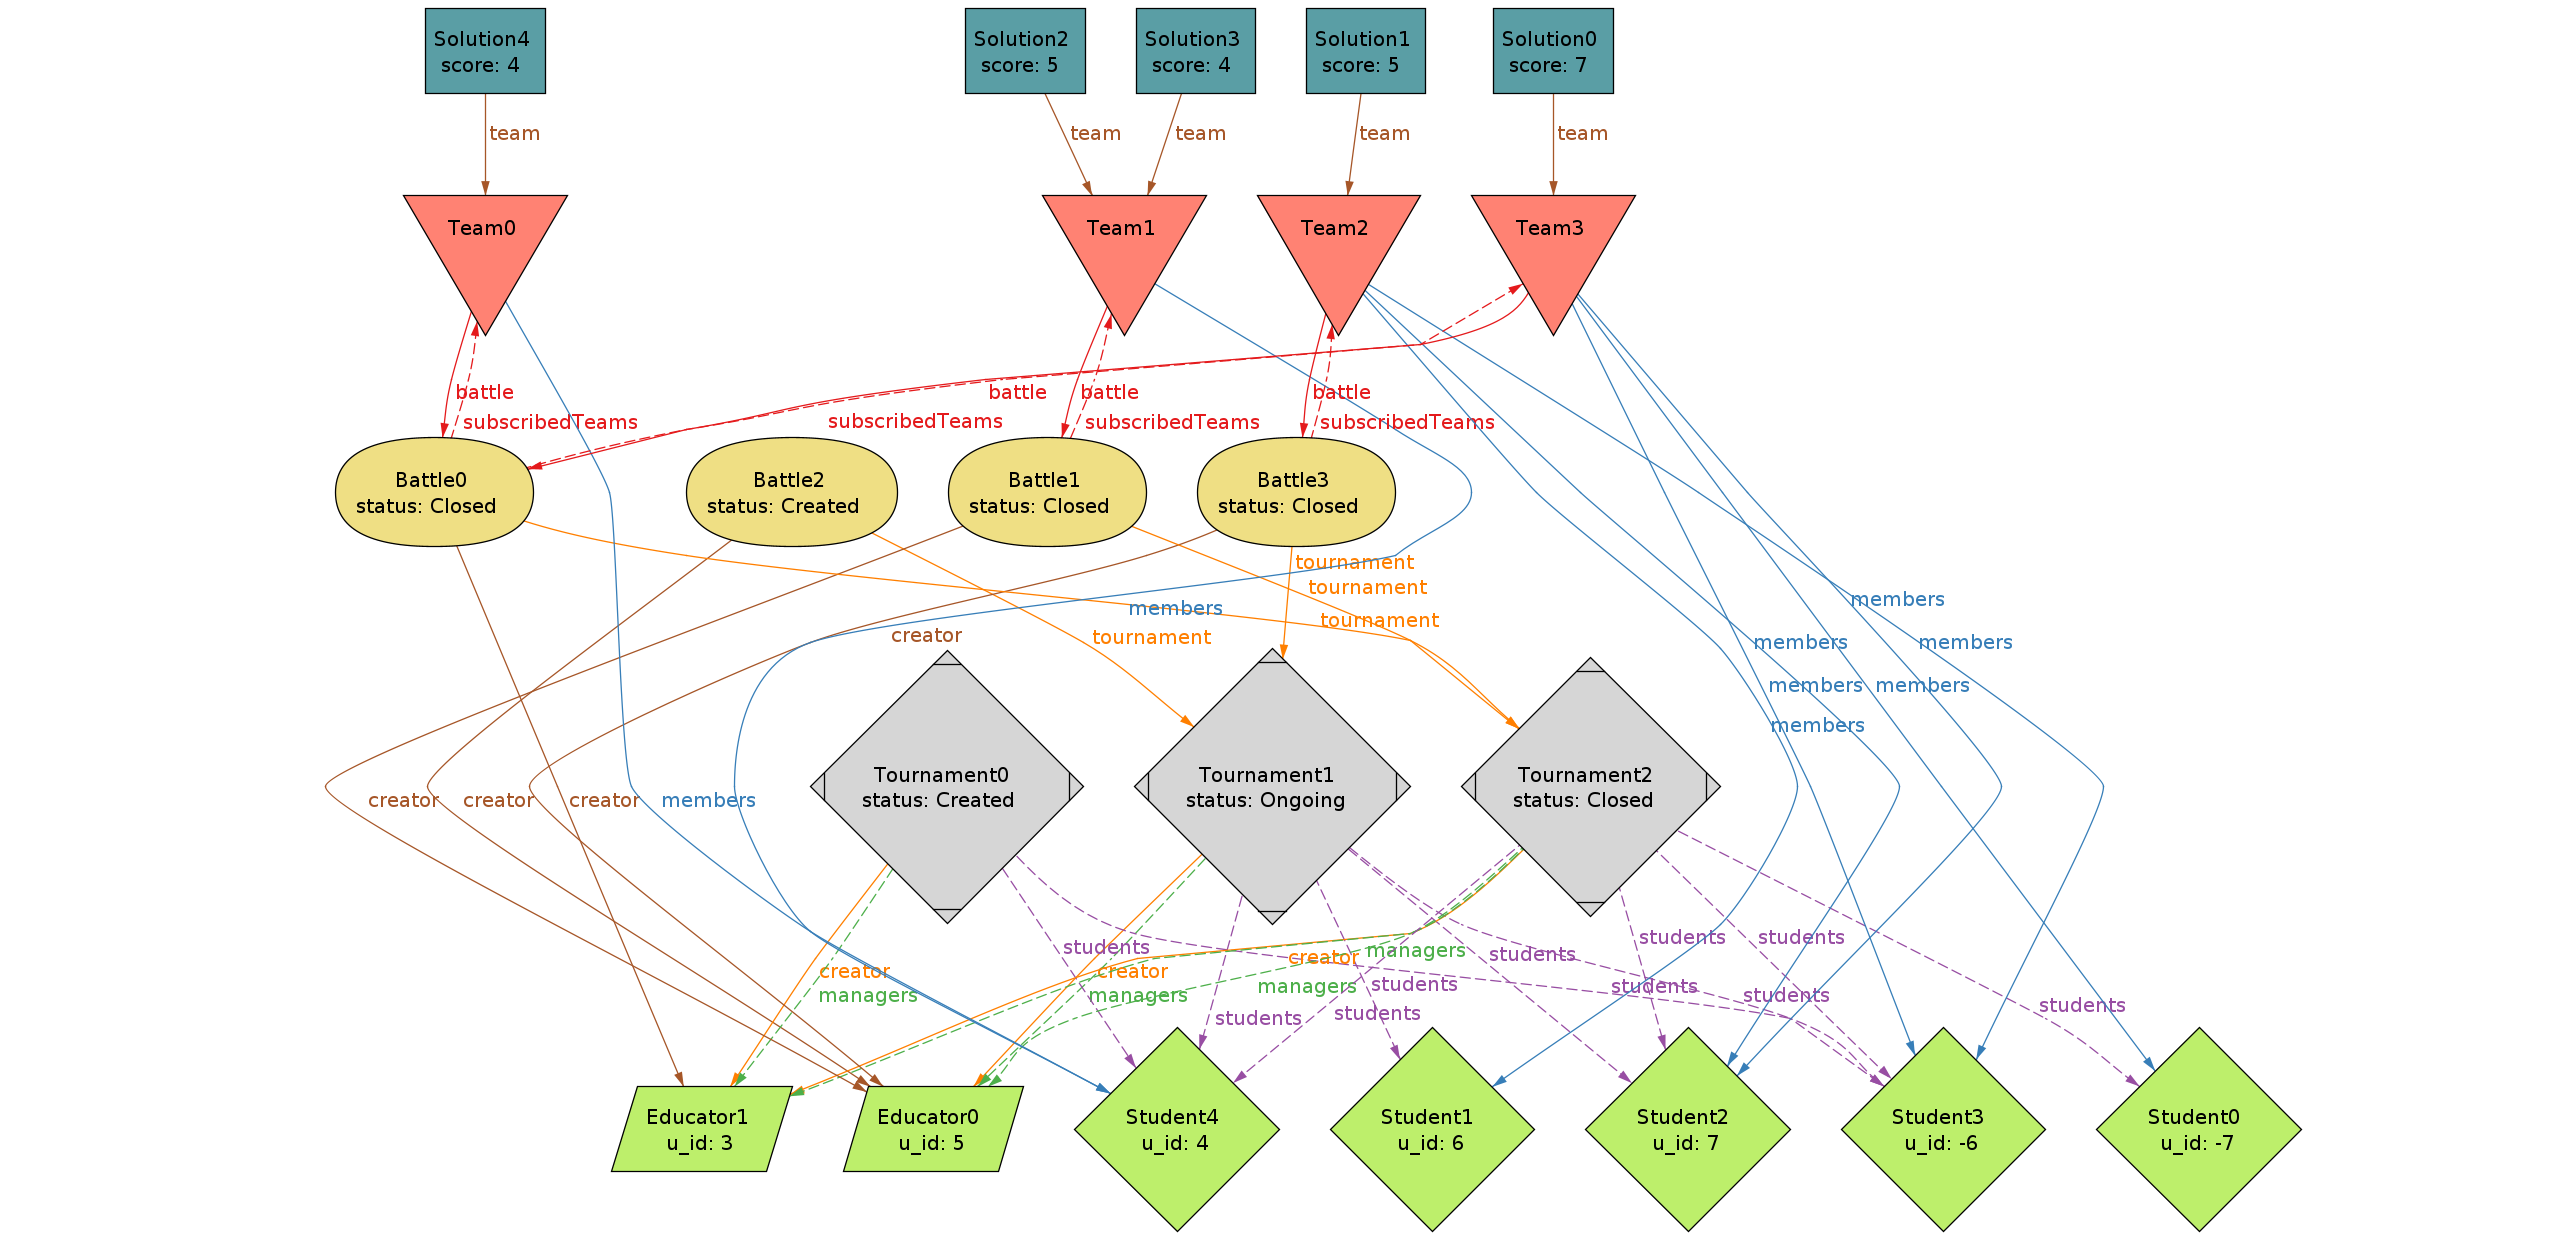 Solution4
score: 4
Solution2
score: 5
Solution3
score: 4
Solution1
score: 5
Solution0
score: 7
team
team
team
team
team
Team0
Team1
Team2
Team3
battle
battle
battle
battle
subscribedTeams
subscribedTeams
subscribedTeams
subscribedTeams
Battle0
status: Closed
Battle2
status: Created
Battle1
status: Closed
Battle3
status: Closed
tournament
tournament
members
members
tournament
creator
tournament
members
members
members
members
members
Tournament0
status: Created
Tournament1
status: Ongoing
Tournament2
status: Closed
creator
creator
creator
members
students
students
students
creator
managers
creator
managers
creator
managers
managers
students
students
students
students
students
students
students
Educator1
u_id: 3
Educator0
u_id: 5
Student4
u_id: 4
Student1
u_id: 6
Student2
u_id: 7
Student3
u_id: -6
Student0
u_id: -7